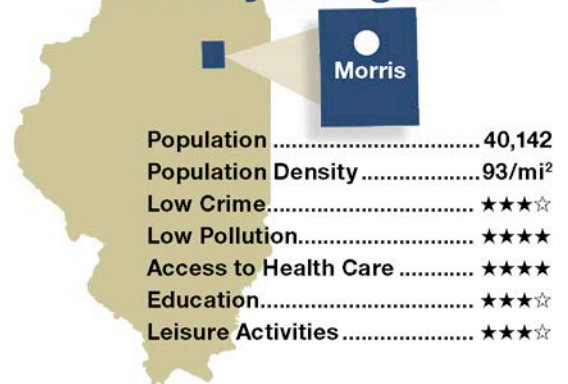 Morris
Population .................................. 40,142
Population Density.................93/mi²
Low Crime.................................. ★★★☆
Low Pollution............................ ★★★★
Access to Health Care ............ ★★★★
Education.................................. ★★★☆
Leisure Activities..................... ★★★☆